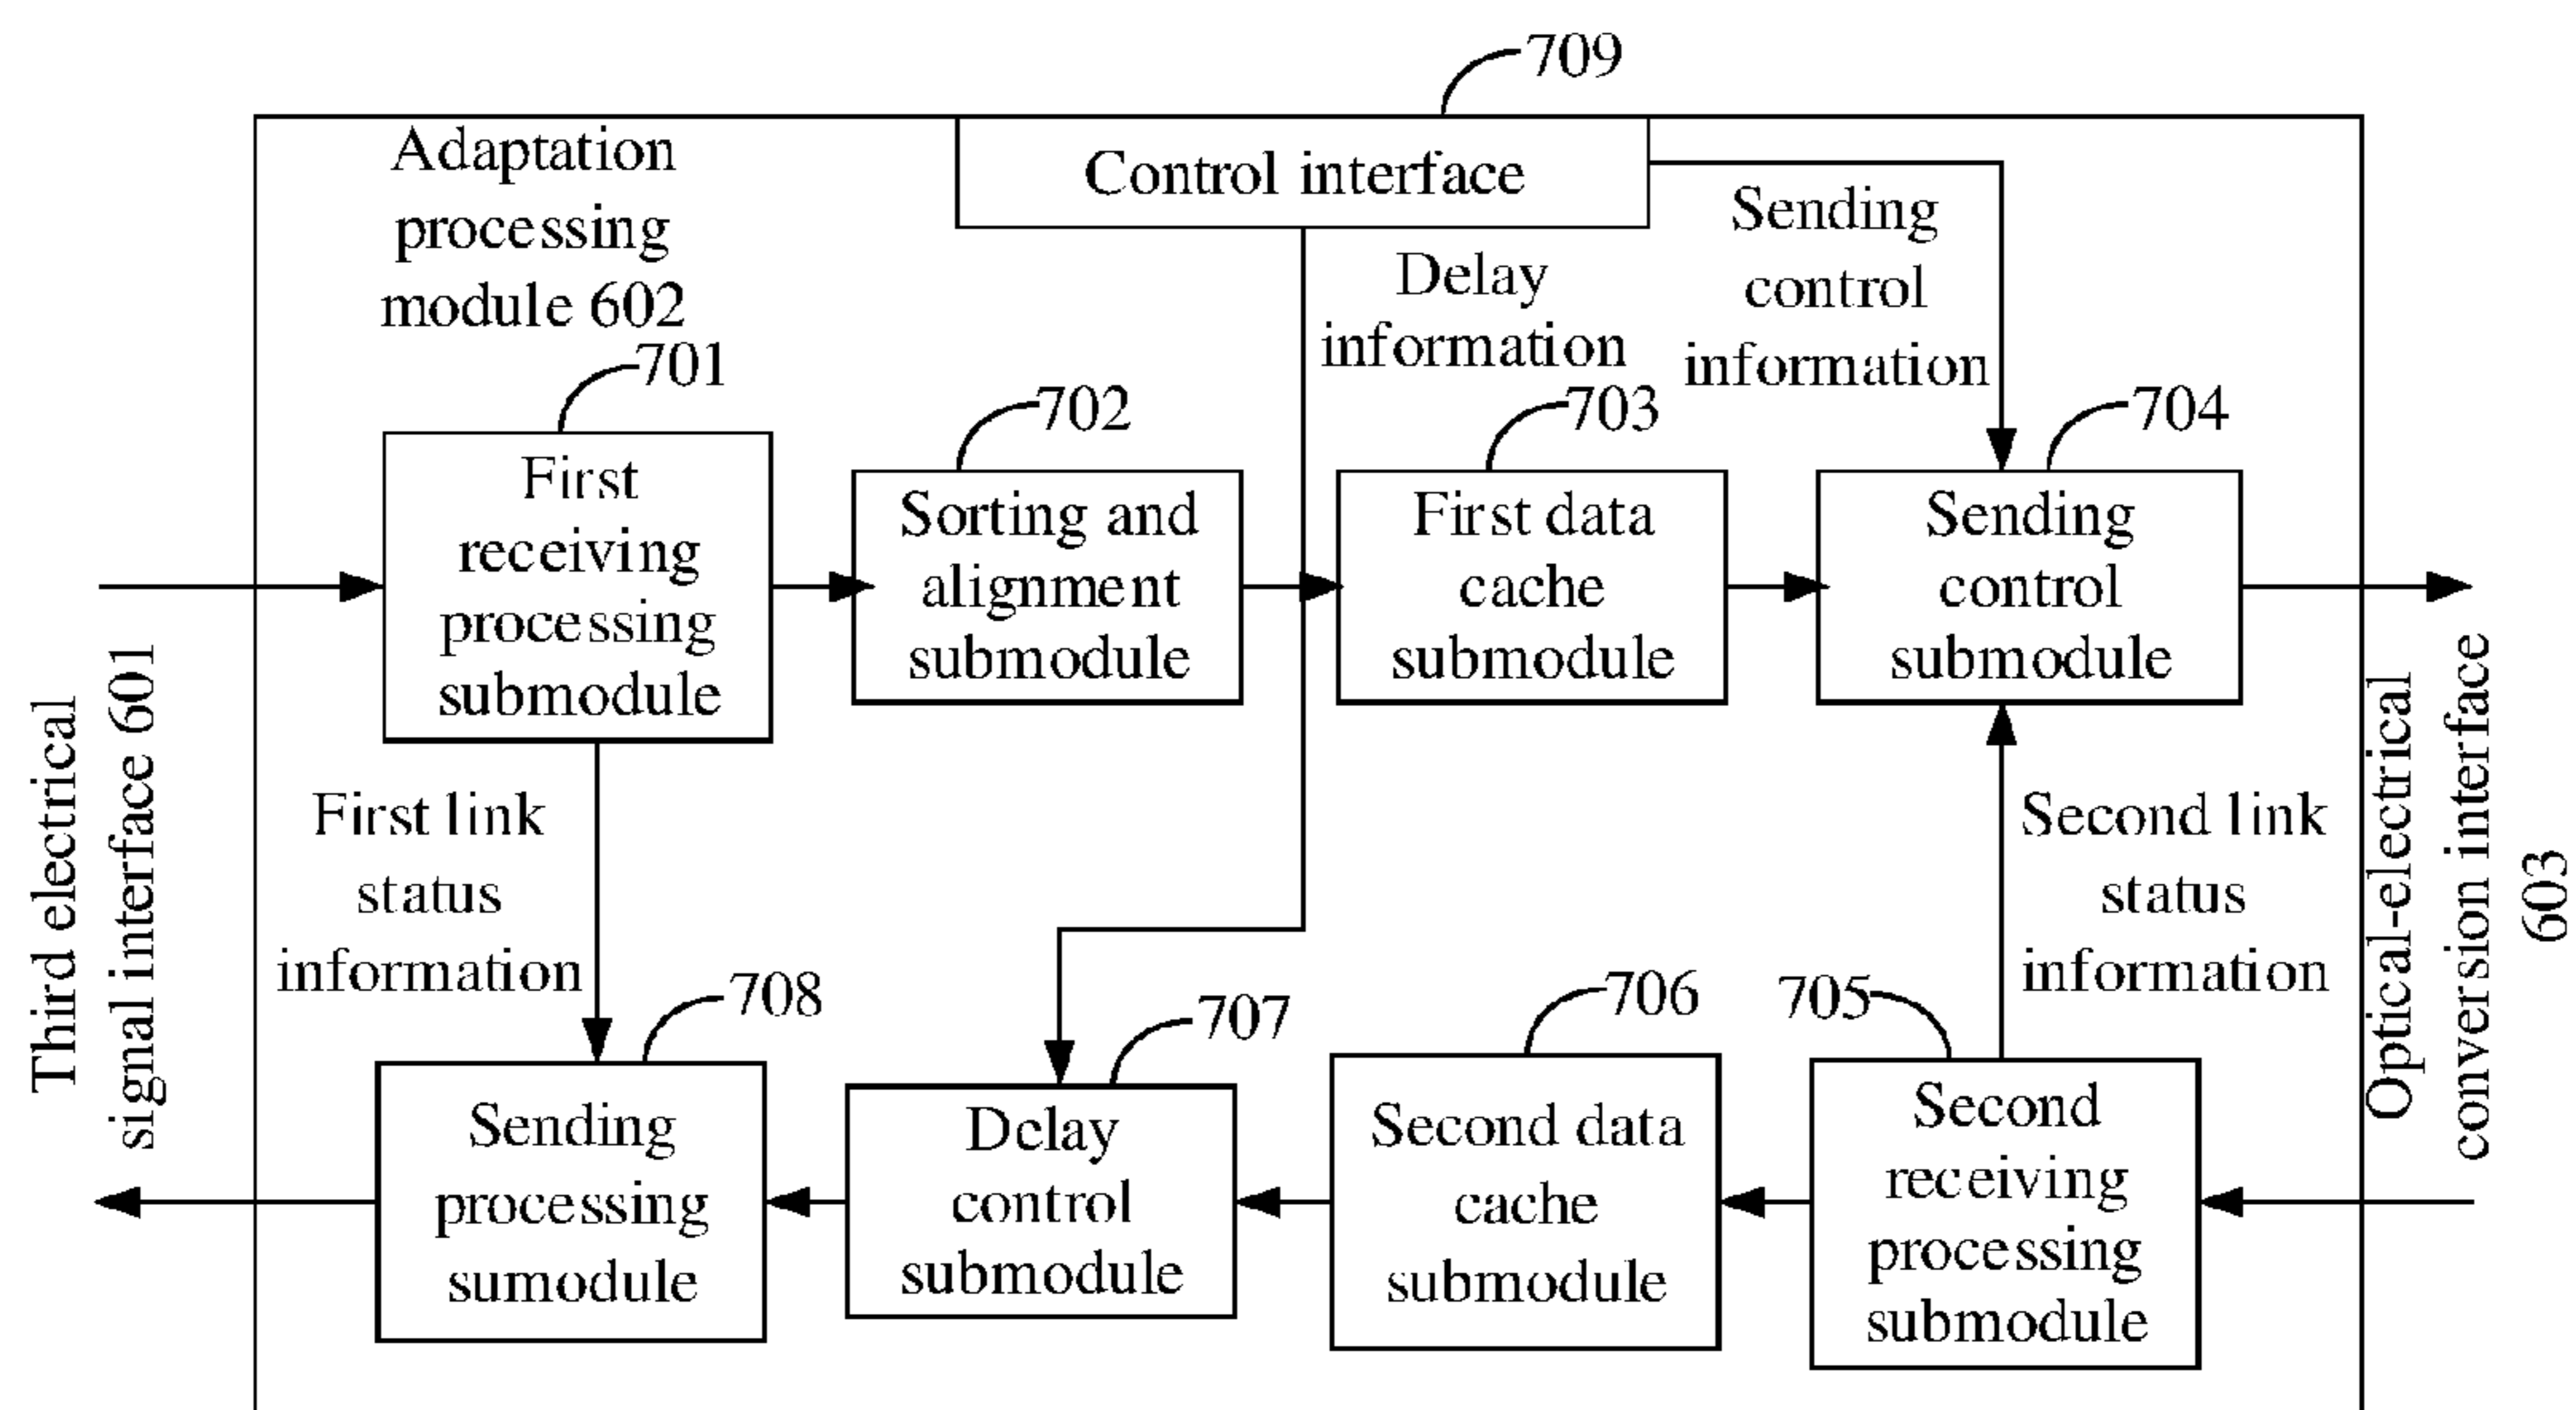 709
Adaptation
processing
module 602
Control interface
Sending
control
information
Delay
information
701
702
703
704
First
receiving
processing
submodule
Sorting and
alignment
submodule
First data
cache
submodule
Sending
control
submodule
Third electrical
signal interface 601
First link
status
information
Second link
status
information
Optical-electrical
conversion interface
603
708
707
706
705
Sending
processing
sumodule
Delay
control
submodule
Second data
cache
submodule
Second
receiving
processing
submodule